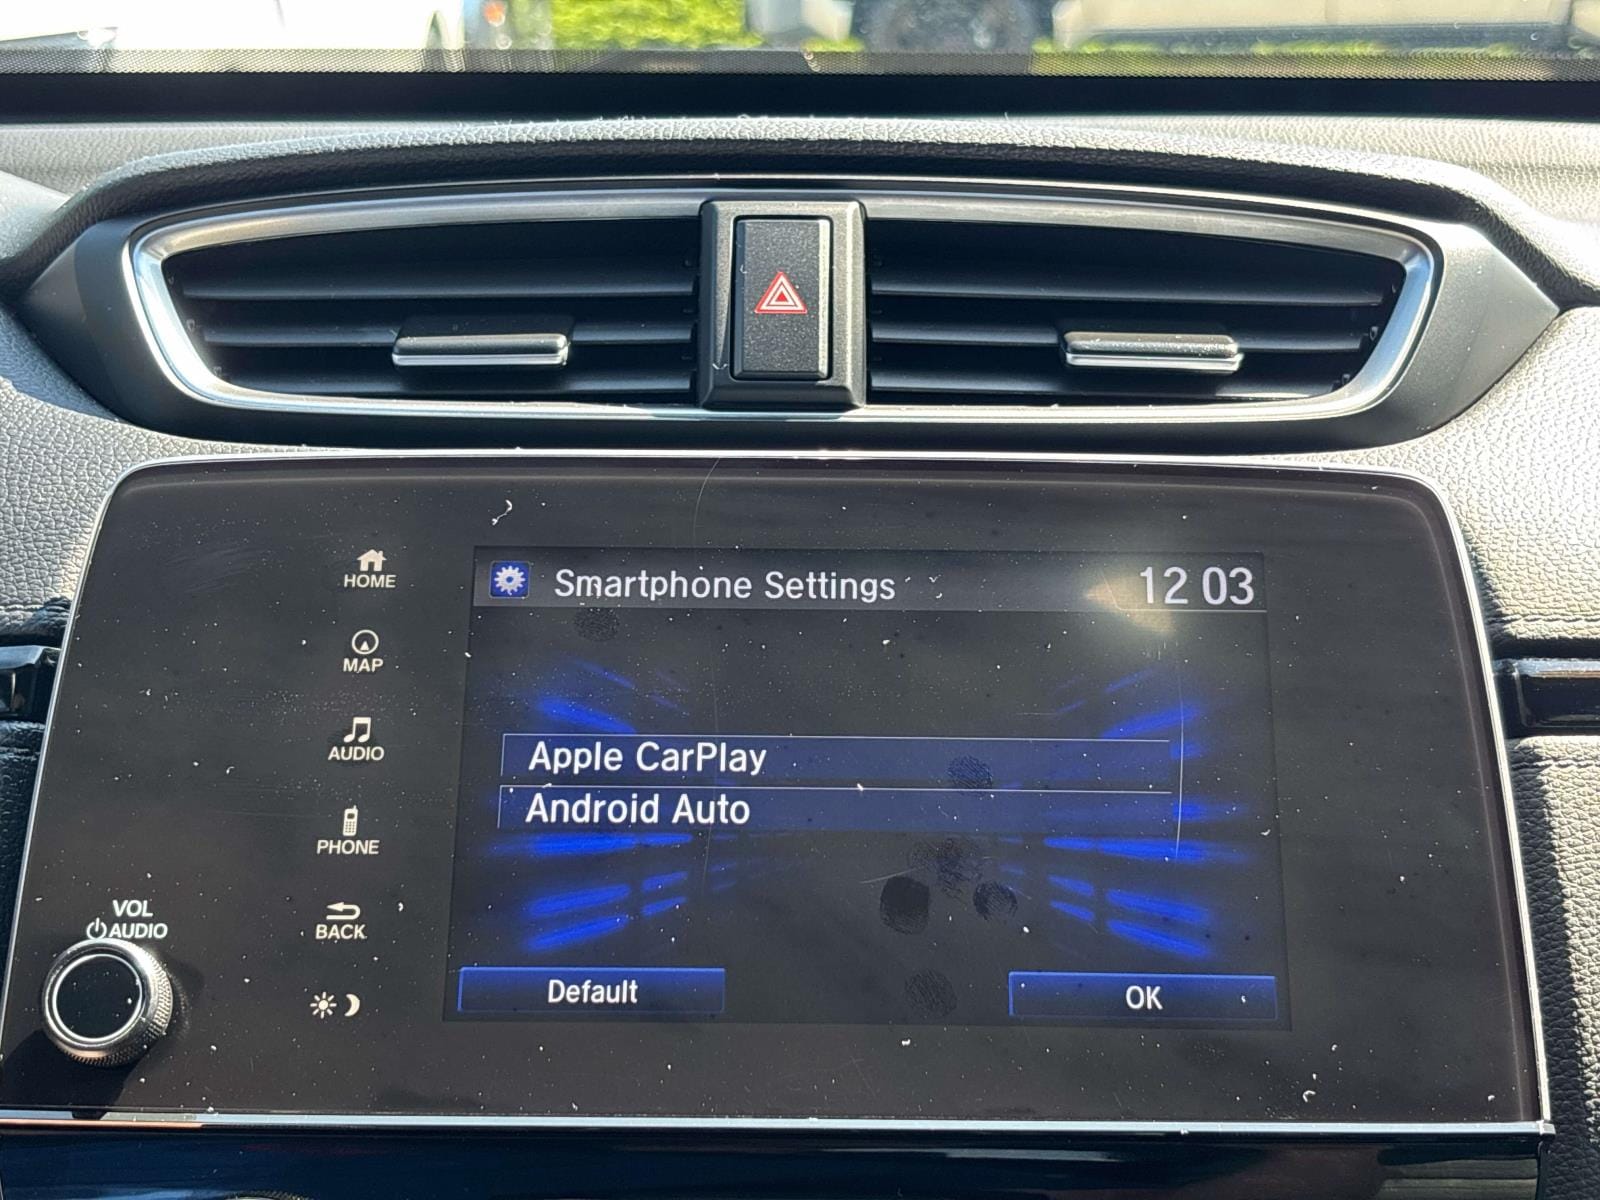 Smartphone Settings 12 03
HOME
MAP
AUDIO
PHONE
BACK
VOL
AUDIO
Apple CarPlay
Android Auto
Default
OK